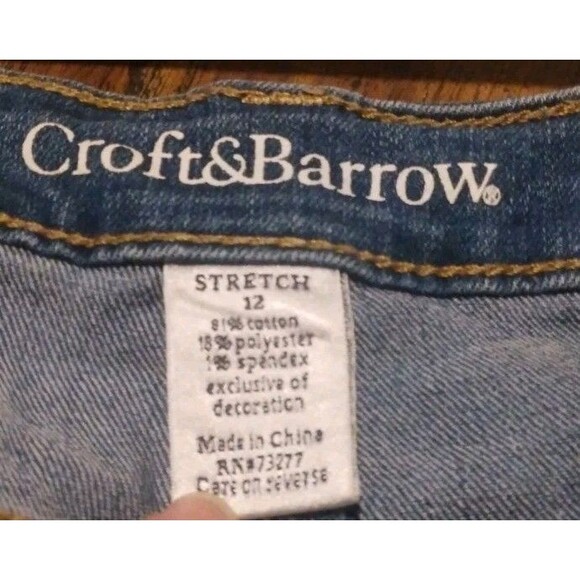 Croft&Barrow®
STRETCH
12
81% cotton
18% polyester
1% spandex
exclusive of
decoration
Made in China
RN#73277
Care on reverse